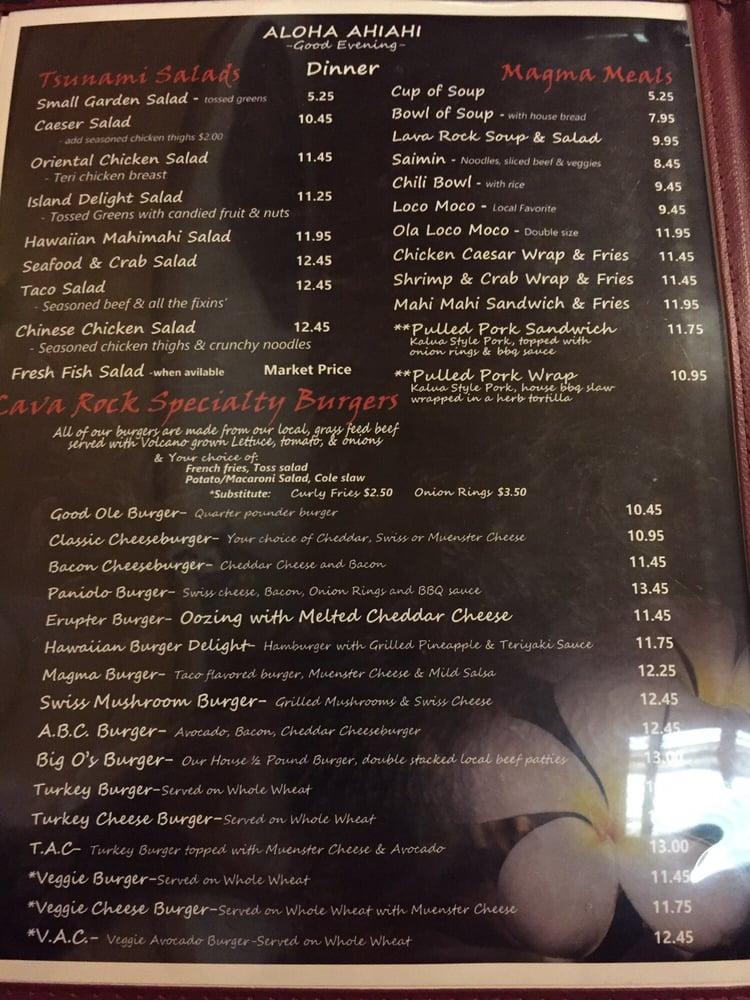 ALOHA AHIAHI
~Good Evening~
Dinner
Tsunami Salads
Small Garden Salad - tossed greens 5.25
Caeser Salad 10.45
- add seasoned chicken thighs $2.00
Oriental Chicken Salad 11.45
- Teri chicken breast
Island Delight Salad 11.25
- Tossed Greens with candied fruit & nuts
Hawaiian Mahimahi Salad 11.95
Seafood & Crab Salad 12.45
Taco Salad 12.45
- Seasoned beef & all the fixins'
Chinese Chicken Salad 12.45
- Seasoned chicken thighs & crunchy noodles
Fresh Fish Salad -when avilable Market Price
Magma Meals
Cup of Soup 5.25
Bowl of Soup - with house bread 7.95
Lava Rock Soup & Salad 9.95
Saimin - Noodles, sliced beef & veggies 8.45
Chili Bowl - with rice 9.45
Loco Moco - Local Favorite 9.45
Ola Loco Moco - Double size 11.95
Chicken Caesar Wrap & Fries 11.45
Shrimp & Crab Wrap & Fries 11.45
Mahi Mahi Sandwich & Fries 11.95
**Pulled Pork Sandwich 11.75
Kalua Style Pork, topped with
onion rings & bbq sauce
**Pulled Pork Wrap 10.95
Kalua Style Pork, house bbq slaw
wrapped in a herb tortilla
Lava Rock Specialty Burgers
All of our burgers are made from our local, grass feed beef
served with Volcano grown Lettuce, tomato, & onions
& Your choice of:
French fries, Toss salad
Potato/Macaroni Salad, Cole slaw
*Substitute: Curly Fries $2.50 Onion Rings $3.50
Good Ole Burger- Quarter pounder burger 10.45
Classic Cheeseburger- Your choice of Cheddar, Swiss or Muenster Cheese 10.95
Bacon Cheeseburger- Cheddar Cheese and Bacon 11.45
Paniolo Burger- Swiss cheese, Bacon, Onion Rings and BBQ sauce 13.45
Erupter Burger- Oozing with Melted Cheddar Cheese 11.45
Hawaiian Burger Delight- Hamburger with Grilled Pineapple & Teriyaki Sauce 11.75
Magma Burger- Taco flavored burger, Muenster Cheese & Mild Salsa 12.25
Swiss Mushroom Burger- Grilled Mushrooms & Swiss Cheese 12.45
A.B.C. Burger- Avocado, Bacon, Cheddar Cheeseburger 12.45
Big O's Burger- Our House ½ Pound Burger, double stacked local beef patties 13.00
Turkey Burger-Served on Whole Wheat
Turkey Cheese Burger-Served on Whole Wheat
T.A.C- Turkey Burger topped with Muenster Cheese & Avocado 13.00
*Veggie Burger-Served on Whole Wheat 11.45
*Veggie Cheese Burger-Served on Whole Wheat with Muenster Cheese 11.75
*V.A.C.- Veggie Avocado Burger-Served on Whole Wheat 12.45